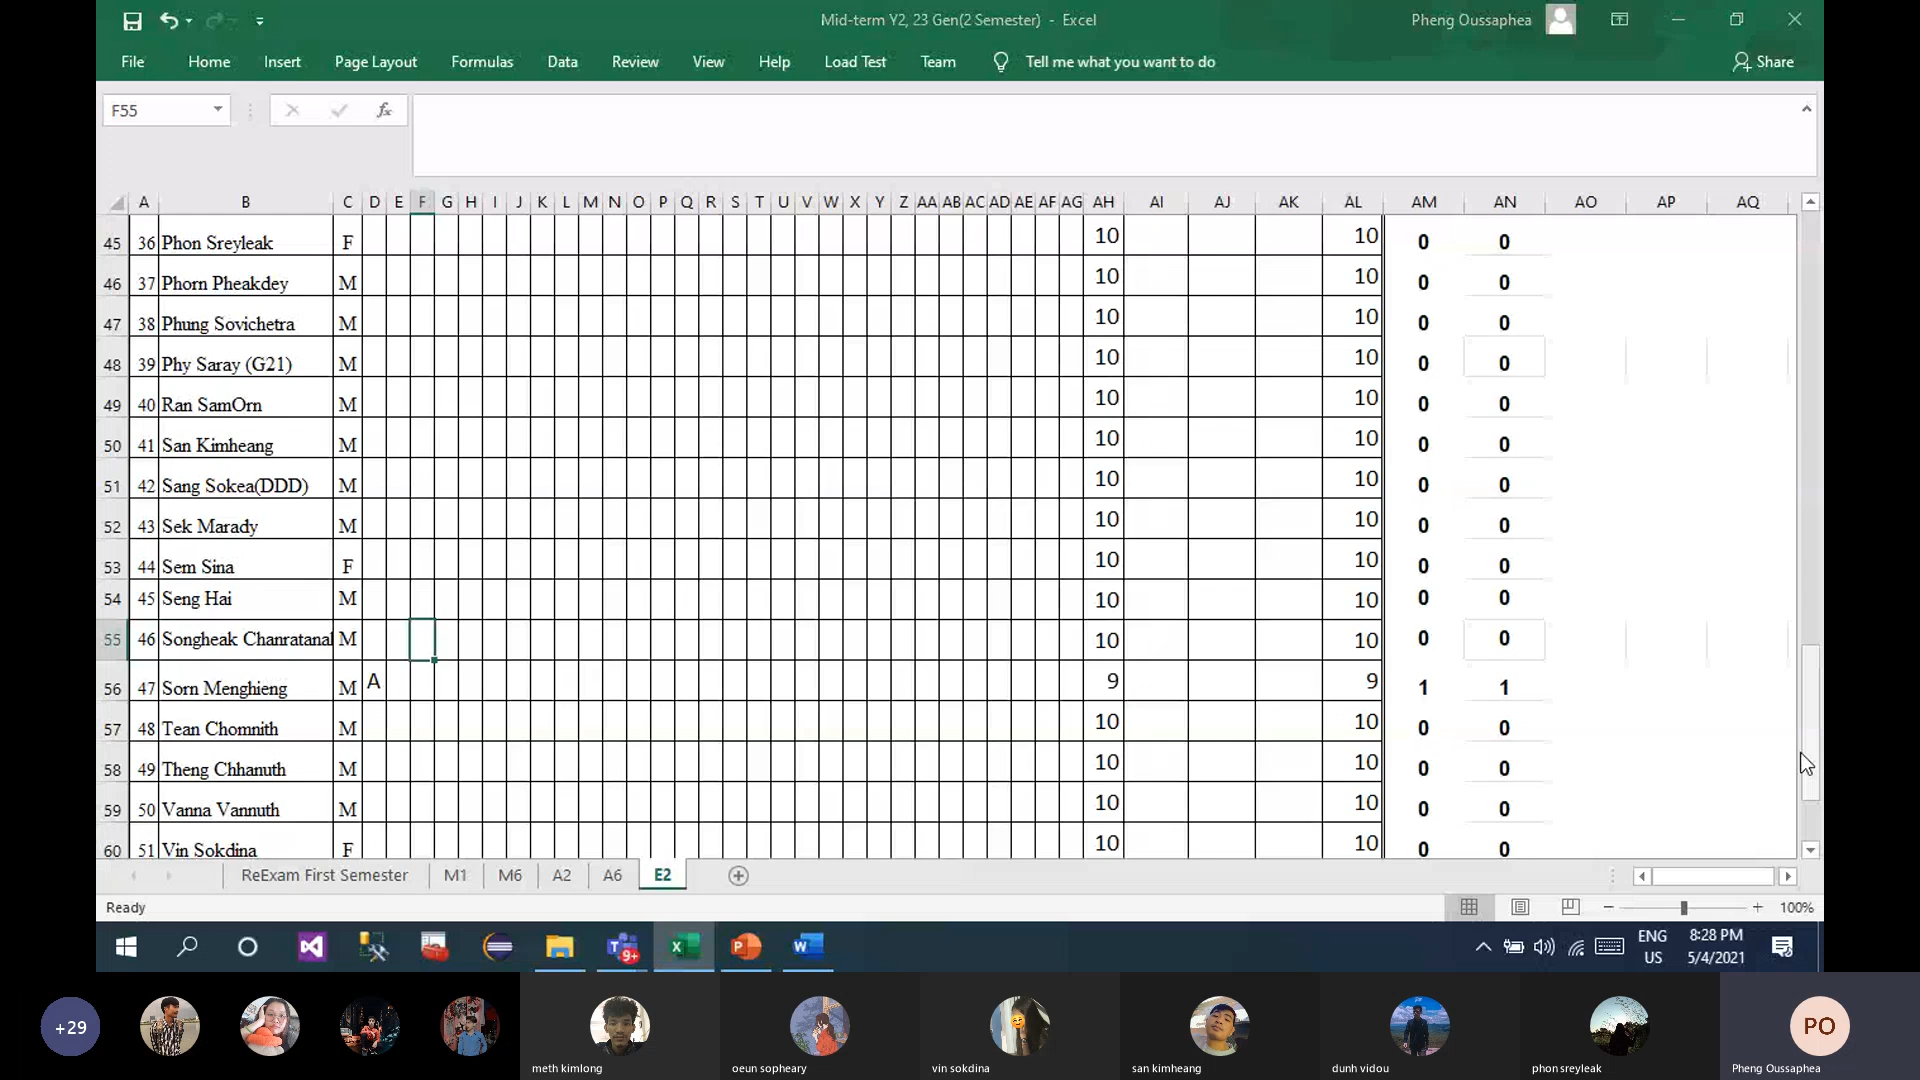 Mid-term Y2, 23 Gen(2 Semester) - Excel
Pheng Oussaphea
File Home Insert Page Layout Formulas Data Review View Help Load Test Team Tell me what you want to do Share
F55 fx
A B C D E F G H I J K L M N O P Q R S T U V W X Y Z AA AB AC AD AE AF AG AH AI AJ AK AL AM AN AO AP AQ
45 36 Phon Sreyleak F 10 10 0 0
46 37 Phorn Pheakdey M 10 10 0 0
47 38 Phung Sovichetra M 10 10 0 0
48 39 Phy Saray (G21) M 10 10 0 0
49 40 Ran SamOrn M 10 10 0 0
50 41 San Kimheang M 10 10 0 0
51 42 Sang Sokea(DDD) M 10 10 0 0
52 43 Sek Marady M 10 10 0 0
53 44 Sem Sina F 10 10 0 0
54 45 Seng Hai M 10 10 0 0
55 46 Songheak Chanratanal M 10 10 0 0
56 47 Sorn Menghieng M A 9 9 1 1
57 48 Tean Chomnith M 10 10 0 0
58 49 Theng Chhanuth M 10 10 0 0
59 50 Vanna Vannuth M 10 10 0 0
60 51 Vin Sokdina F 10 10 0 0
ReExam First Semester M1 M6 A2 A6 E2
Ready 100%
9+ ENG 8:28 PM
US 5/4/2021
+29 PO
meth kimlong oeun sopheary vin sokdina san kimheang dunh vidou phon sreyleak Pheng Oussaphea